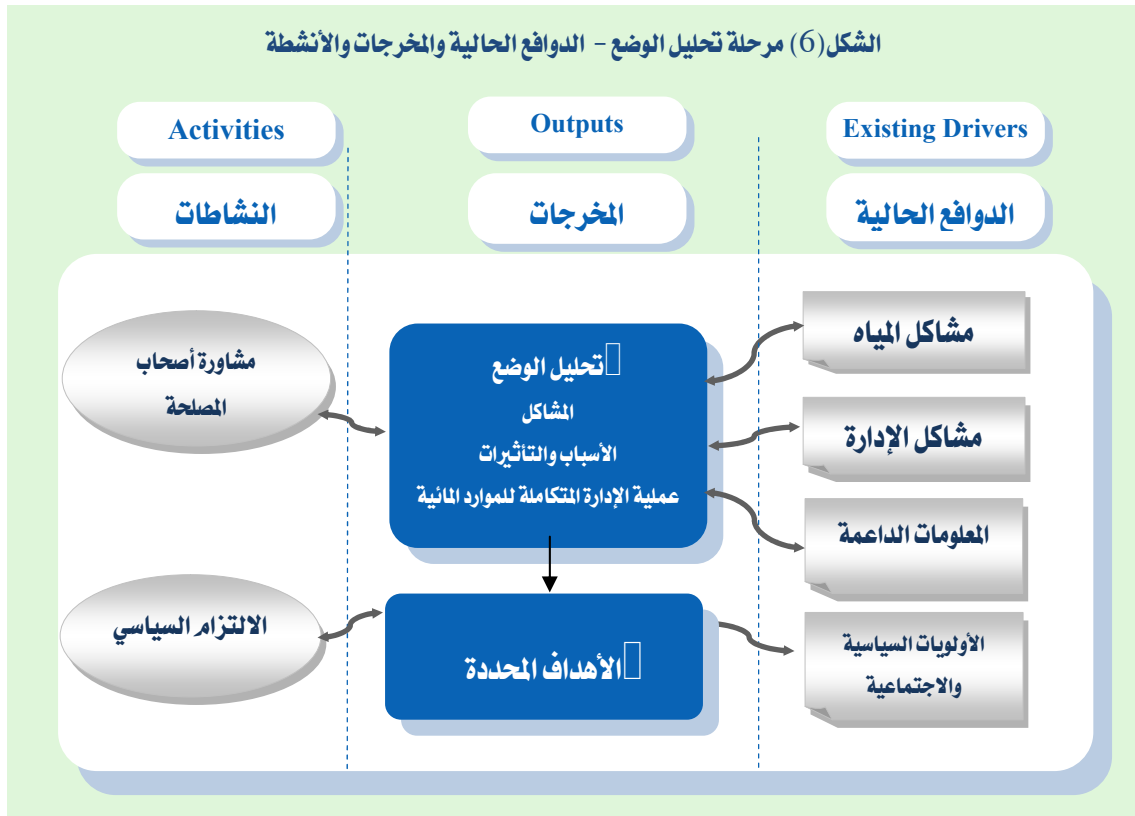 الشكل(6) مرحلة تحليل الوضع - الدوافع الحالية والمخرجات والأنشطة
Existing Drivers
الدوافع الحالية
Outputs
المخرجات
Activities
النشاطات
مشاكل المياه
مشاكل الإدارة
المعلومات الداعمة
الأولويات السياسية
والاجتماعية
تحليل الوضع
المشاكل
الأسباب والتأثيرات
عملية الإدارة المتكاملة للموارد المائية
الأهداف المحددة
مشاورة أصحاب
المصلحة
الالتزام السياسي